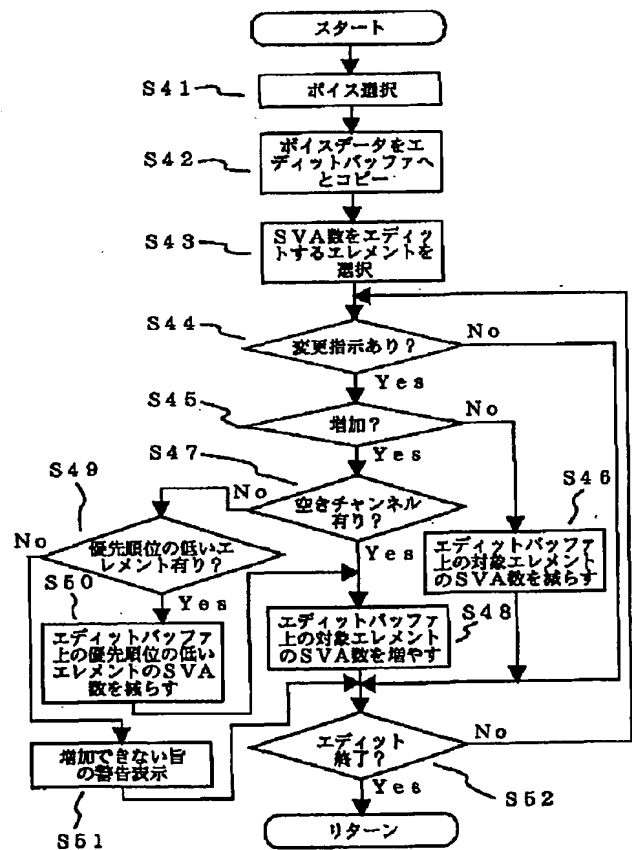 スタート
S41
ボイス選択
S42
ボイスデータをエ
ディットバッファへ
とコピー
S43
SVA数をエディッ
トするエレメントを
選択
S44
変更指示あり?
No
Yes
S45
増加?
No
Yes
S47
空きチャンネル
有り?
No
Yes
S49
優先順位の低いエ
レメント有り?
No
Yes
S46
エディットバッファ
上の対象エレメント
のSVA数を減らす
S50
エディットバッファ
上の優先順位の低い
エレメントのSVA
数を減らす
S48
エディットバッファ
上の対象エレメント
のSVA数を増やす
増加できない旨
の警告表示
S51
エディット
終了?
No
Yes
S52
リターン